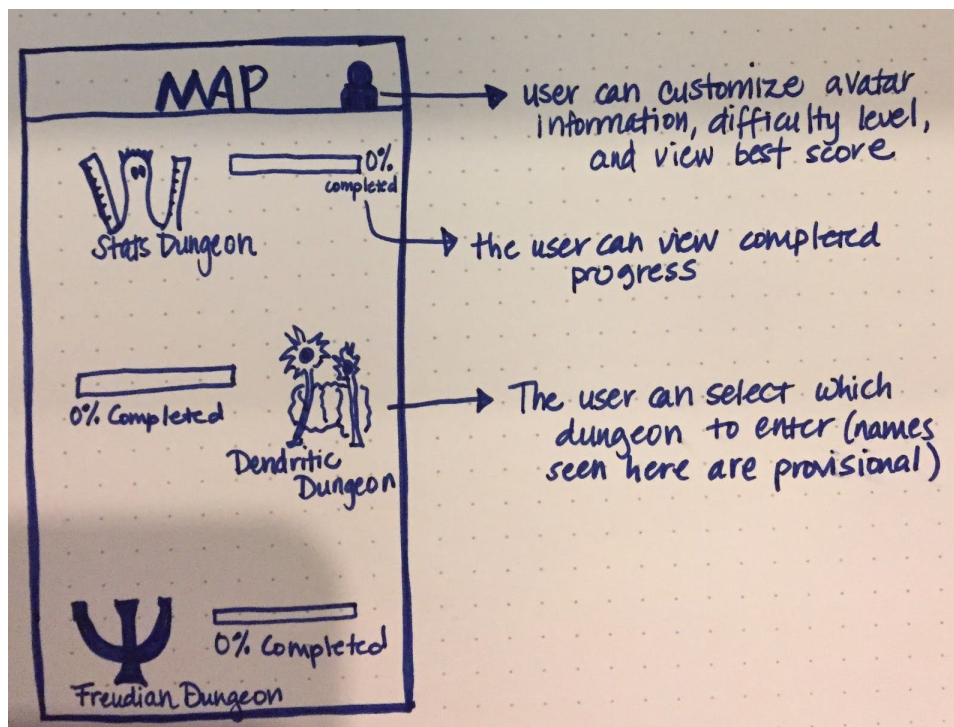 MAP
user can customize avatar
information, difficulty level,
and view best score
0%
completed
Stats Dungeon
the user can view completed
progress
0% Completed
Dendritic
Dungeon
The user can select which
dungeon to enter (names
seen here are provisional)
0% Completed
Freudian Dungeon